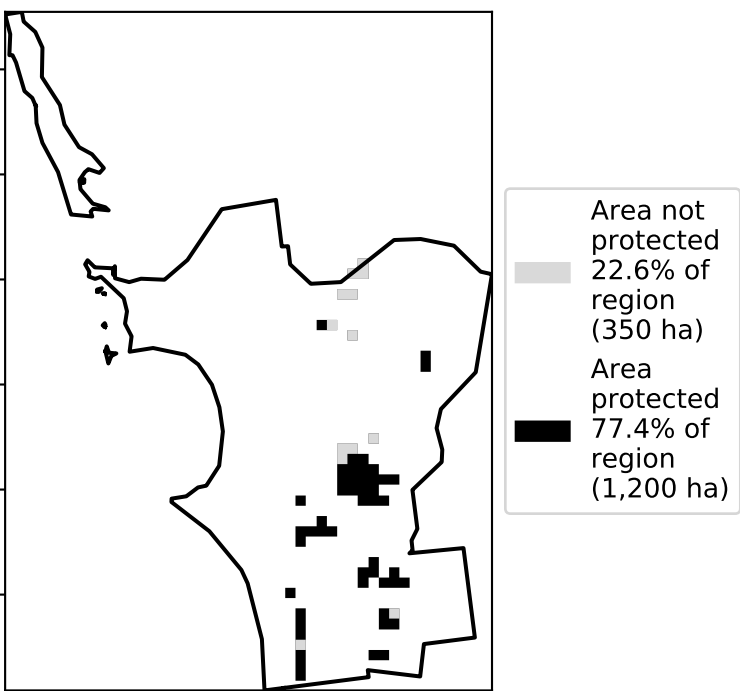 Area not
protected
22.6% of
region
(350 ha)
Area
protected
77.4% of
region
(1,200 ha)